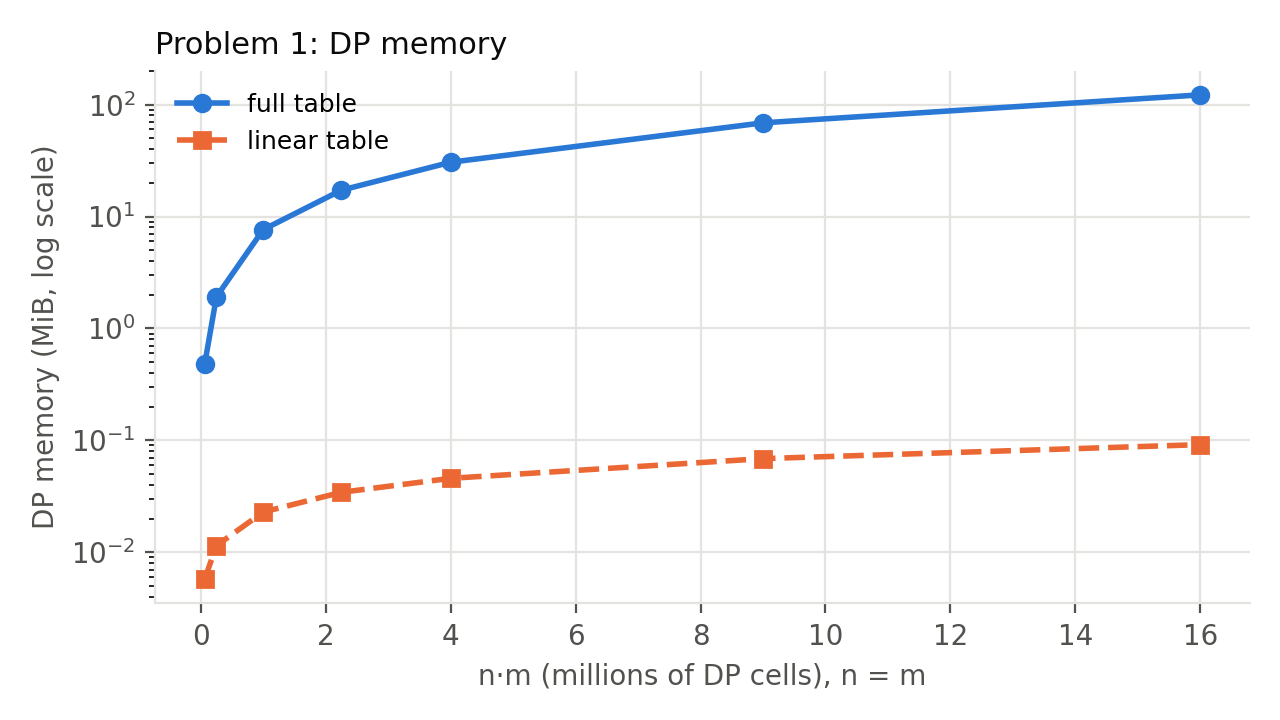 Problem 1: DP memory
full table
linear table
DP memory (MiB, log scale)
10²
10¹
10⁰
10⁻¹
10⁻²
0 2 4 6 8 10 12 14 16
n·m (millions of DP cells), n = m